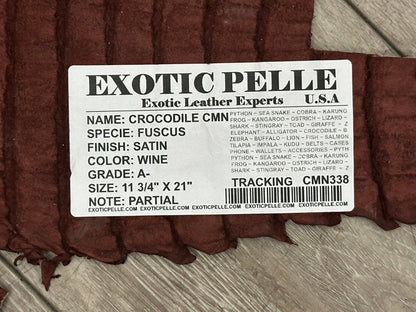 EXOTIC PELLE
Exotic Leather Experts U.S.A
NAME: CROCODILE CMN
SPECIE: FUSCUS
FINISH: SATIN
COLOR: WINE
GRADE: A-
SIZE: 11 3/4" X 21"
NOTE: PARTIAL
PYTHON - SEA SNAKE - COBRA - KARUNG
FROG - KANGAROO - OSTRICH - LIZARD -
SHARK - STINGRAY - TOAD - GIRAFFE - Z
ELEPHANT - ALLIGATOR - CROCODILE - B
ZEBRA - BUFFALO - LION - FISH - SALMON
TILAPIA - IMPALA - KUDU - BELTS - CASES
PHONE - WALLETS - ACCESSORIES - PYTH
PYTHON - SEA SNAKE - COBRA - KARUNG
FROG - KANGAROO - OSTRICH - LIZARD -
SHARK - STINGRAY - TOAD - GIRAFFE - Z
TRACKING CMN338
EXOTICPELLE.COM EXOTICPELLE.COM EXOTICPELLE.COM EXOTICPELLE.COM